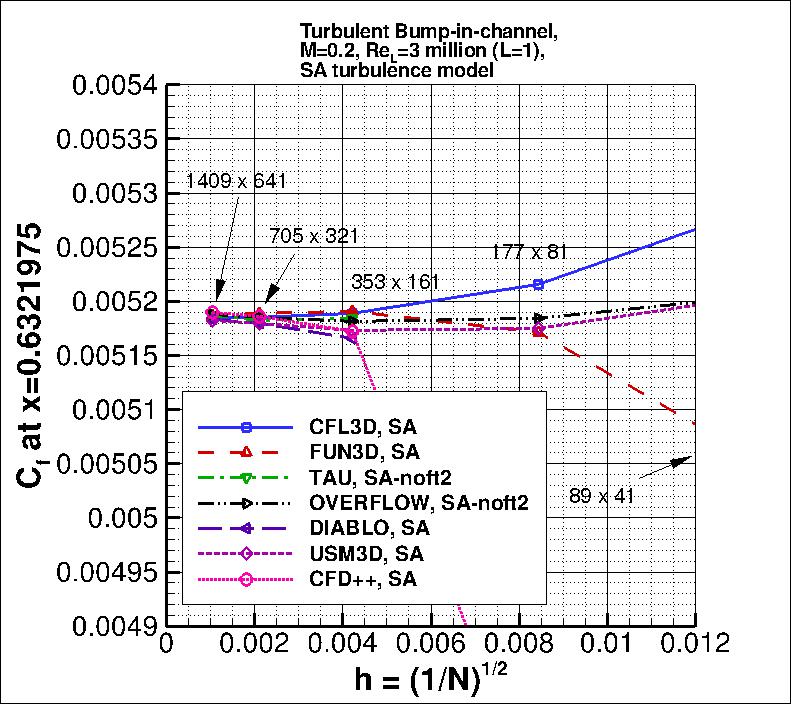 Turbulent Bump-in-channel,
M=0.2, ReL=3 million (L=1),
SA turbulence model
0.0054
0.00535
0.0053
1409 x 641
0.00525
705 x 321
177 x 81
353 x 161
0.0052
0.00515
0.0051
0.00505
0.005
0.00495
0.0049
Cf at x=0.6321975
CFL3D, SA
FUN3D, SA
TAU, SA-noft2
OVERFLOW, SA-noft2
DIABLO, SA
USM3D, SA
CFD++, SA
89 x 41
0 0.002 0.004 0.006 0.008 0.01 0.012
h = (1/N)1/2